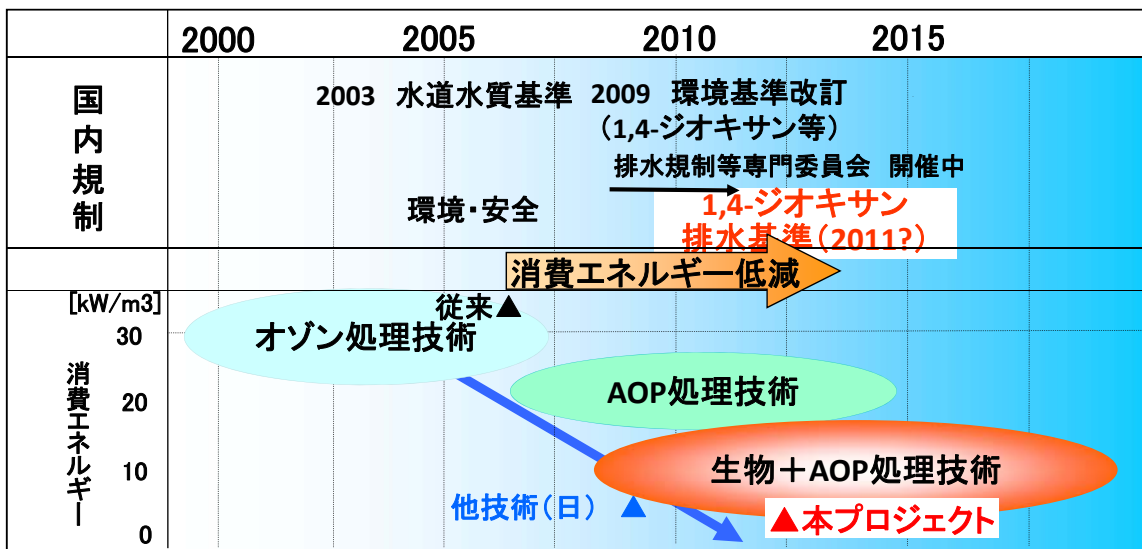 2000 2005 2010 2015
国内規制
2003 水道水質基準 2009 環境基準改訂
(1,4-ジオキサン等)
排水規制等専門委員会 開催中
環境・安全
1,4-ジオキサン
排水基準(2011?)
消費エネルギー低減
[kW/m3]
従来▲
30
オゾン処理技術
消費エネルギー
20
AOP処理技術
10
生物+AOP処理技術
他技術(日) ▲
▲本プロジェクト
0